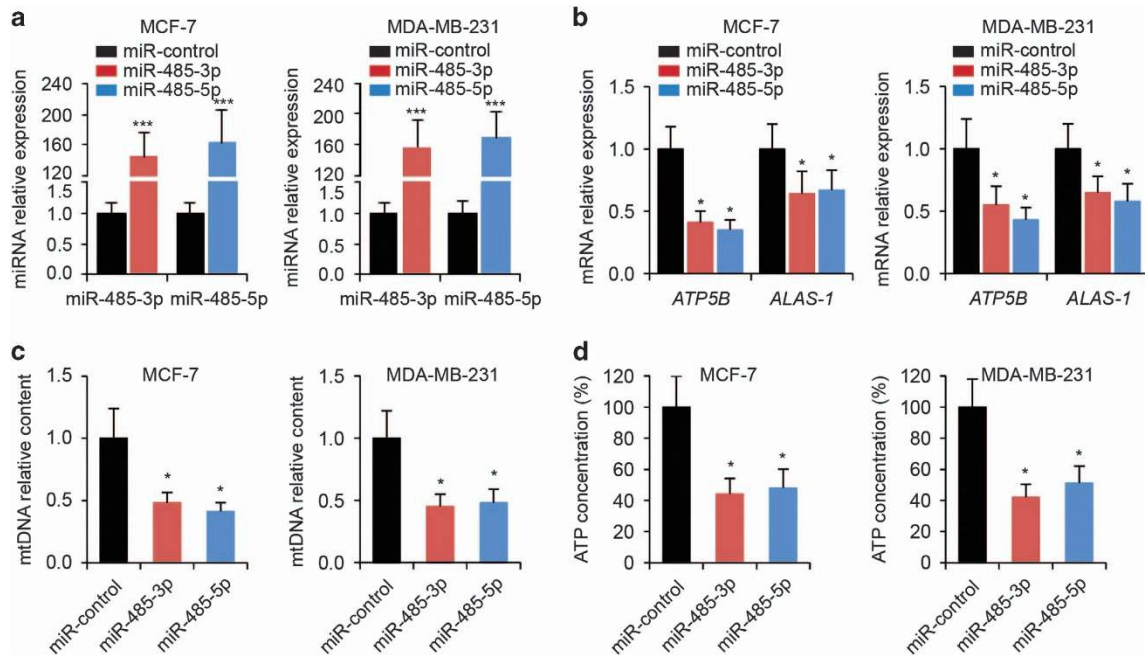 a
MCF-7
miR-control
miR-485-3p
miR-485-5p
miRNA relative expression
240
200
160
120
1.5
1.0
0.5
0.0
***
***
miR-485-3p miR-485-5p
MDA-MB-231
miR-control
miR-485-3p
miR-485-5p
miRNA relative expression
240
200
160
120
1.5
1.0
0.5
0.0
***
***
miR-485-3p miR-485-5p
b
MCF-7
miR-control
miR-485-3p
miR-485-5p
mRNA relative expression
1.5
1.0
0.5
0.0
* * * *
ATP5B ALAS-1
MDA-MB-231
miR-control
miR-485-3p
miR-485-5p
mRNA relative expression
1.5
1.0
0.5
0.0
* * * *
ATP5B ALAS-1
c
MCF-7
mtDNA relative content
1.5
1.0
0.5
0.0
* *
miR-control
miR-485-3p
miR-485-5p
MDA-MB-231
mtDNA relative content
1.5
1.0
0.5
0.0
* *
miR-control
miR-485-3p
miR-485-5p
d
MCF-7
ATP concentration (%)
120
100
80
60
40
20
0
* *
miR-control
miR-485-3p
miR-485-5p
MDA-MB-231
ATP concentration (%)
120
100
80
60
40
20
0
* *
miR-control
miR-485-3p
miR-485-5p